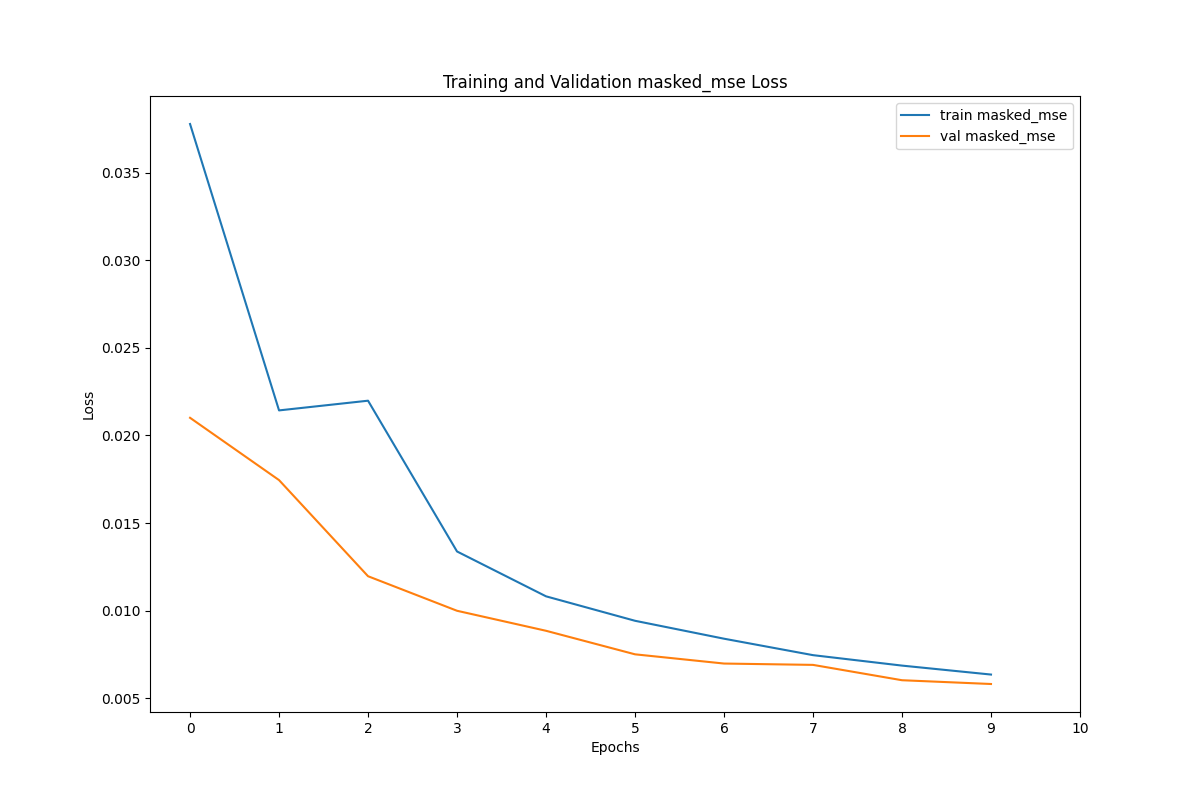 Training and Validation masked_mse Loss
train masked_mse
val masked_mse
0.035
0.030
0.025
0.020
0.015
0.010
0.005
Loss
0 1 2 3 4 5 6 7 8 9 10
Epochs